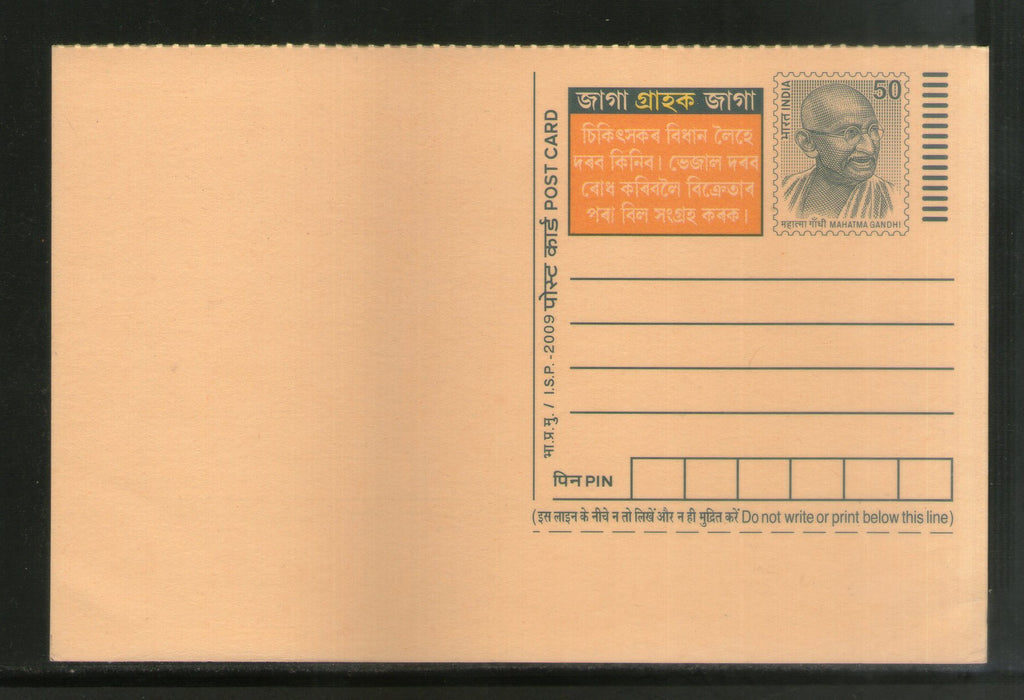 জাগা গ্ৰাহক জাগা
চিকিৎসকৰ বিধান লৈহে
দৰব কিনিব। ভেজাল দৰব
ৰোধ কৰিবলৈ বিক্ৰেতাৰ
পৰা বিল সংগ্ৰহ কৰক।
भारत INDIA
50
महात्मा गाँधी MAHATMA GANDHI
भा.प्र.मु. / I.S.P. - 2009 पोस्ट कार्ड POST CARD
पिन PIN
(इस लाइन के नीचे न तो लिखें और न ही मुद्रित करें Do not write or print below this line)